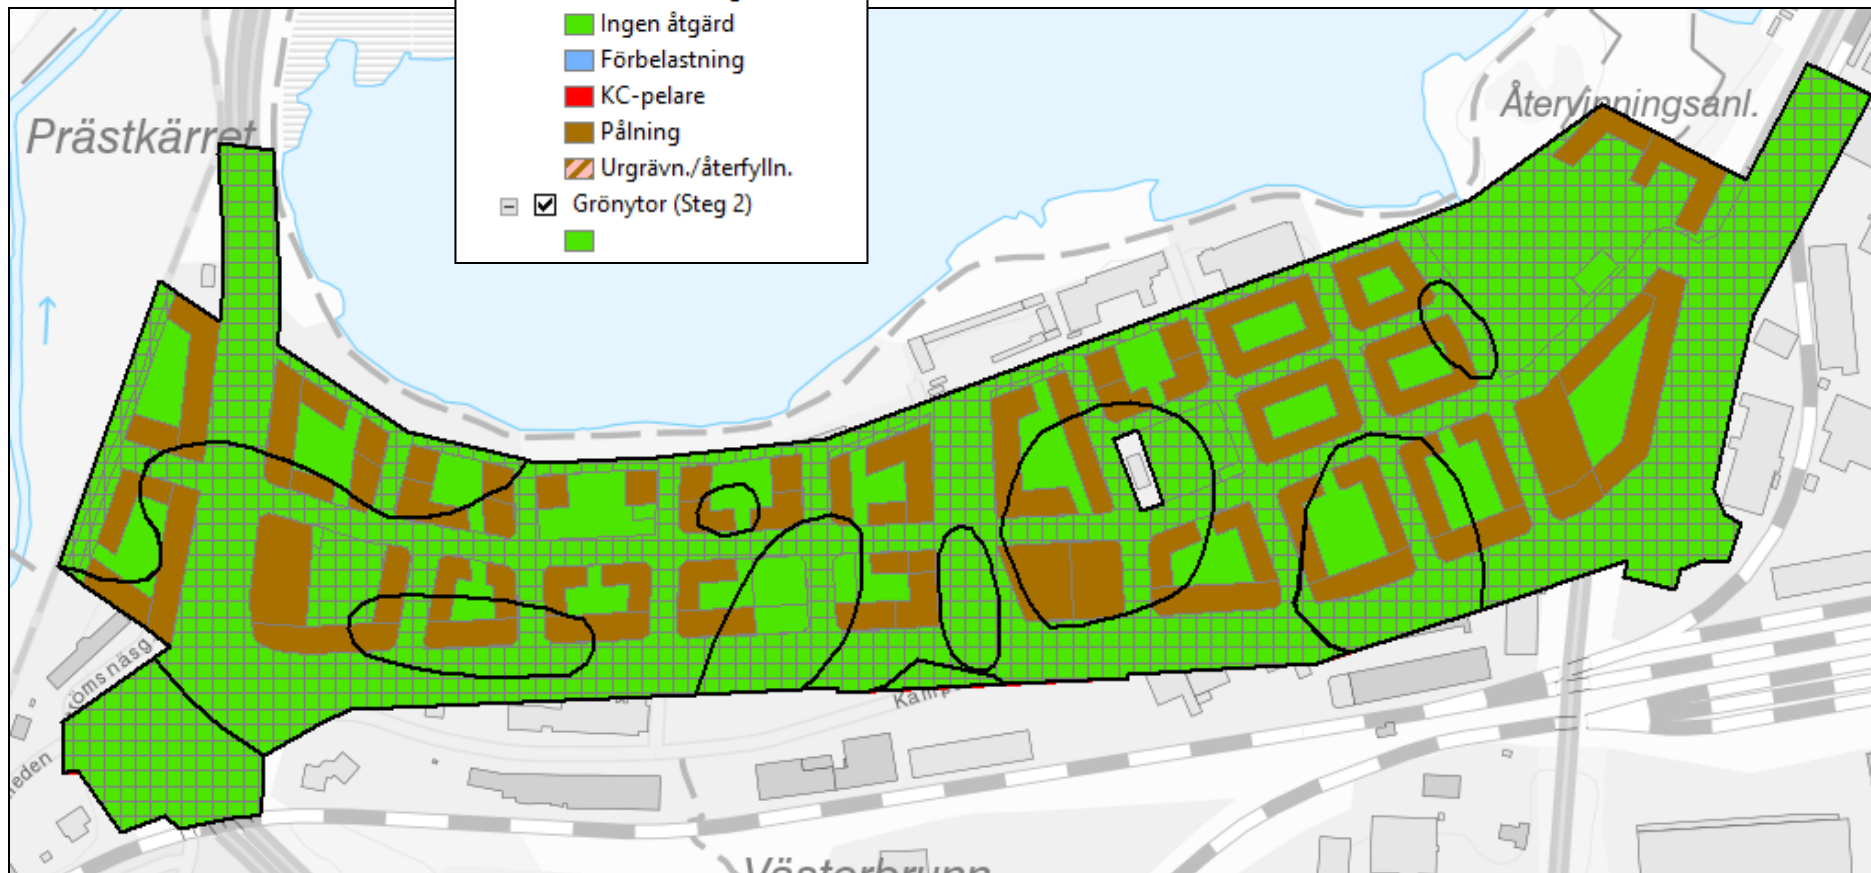 Ingen åtgärd
Förbelastning
KC-pelare
Pålning
Urgrävn./återfylln.
Grönytor (Steg 2)
Prästkärret
Återvinningsanl.